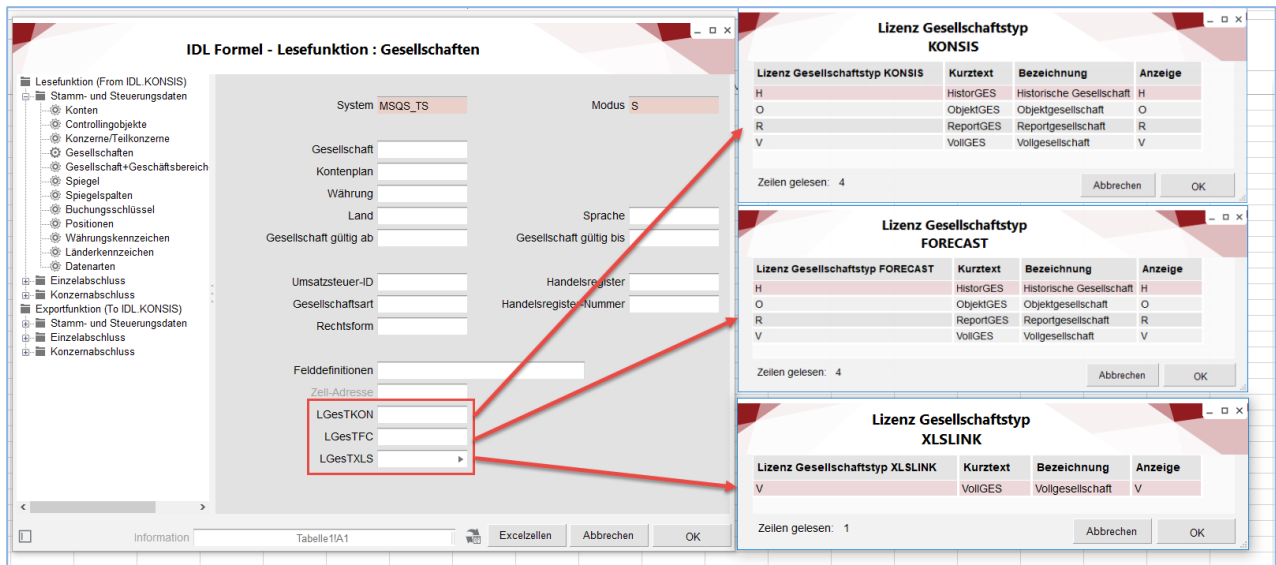 IDL Formel - Lesefunktion : Gesellschaften
Lesefunktion (From IDL.KONSIS)
Stamm- und Steuerungsdaten
Konten
Controllingobjekte
Konzerne/Teilkonzerne
Gesellschaften
Gesellschaft+Geschäftsbereich
Spiegel
Spiegelspalten
Buchungsschlüssel
Positionen
Währungskennzeichen
Länderkennzeichen
Datenarten
Einzelabschluss
Konzernabschluss
Exportfunktion (To IDL.KONSIS)
Stamm- und Steuerungsdaten
Einzelabschluss
Konzernabschluss
System MSQS_TS Modus S
Gesellschaft
Kontenplan
Währung
Land Sprache
Gesellschaft gültig ab Gesellschaft gültig bis
Umsatzsteuer-ID Handelsregister
Gesellschaftsart Handelsregister-Nummer
Rechtsform
Felddefinitionen
Zell-Adresse
LGesTKON
LGesTFC
LGesTXLS
Information Tabelle1!A1 Excelzellen Abbrechen OK
Lizenz Gesellschaftstyp
KONSIS
Lizenz Gesellschaftstyp KONSIS Kurztext Bezeichnung Anzeige
H HistorGES Historische Gesellschaft H
O ObjektGES Objektgesellschaft O
R ReportGES Reportgesellschaft R
V VollGES Vollgesellschaft V
Zeilen gelesen: 4 Abbrechen OK
Lizenz Gesellschaftstyp
FORECAST
Lizenz Gesellschaftstyp FORECAST Kurztext Bezeichnung Anzeige
H HistorGES Historische Gesellschaft H
O ObjektGES Objektgesellschaft O
R ReportGES Reportgesellschaft R
V VollGES Vollgesellschaft V
Zeilen gelesen: 4 Abbrechen OK
Lizenz Gesellschaftstyp
XLSLINK
Lizenz Gesellschaftstyp XLSLINK Kurztext Bezeichnung Anzeige
V VollGES Vollgesellschaft V
Zeilen gelesen: 1 Abbrechen OK